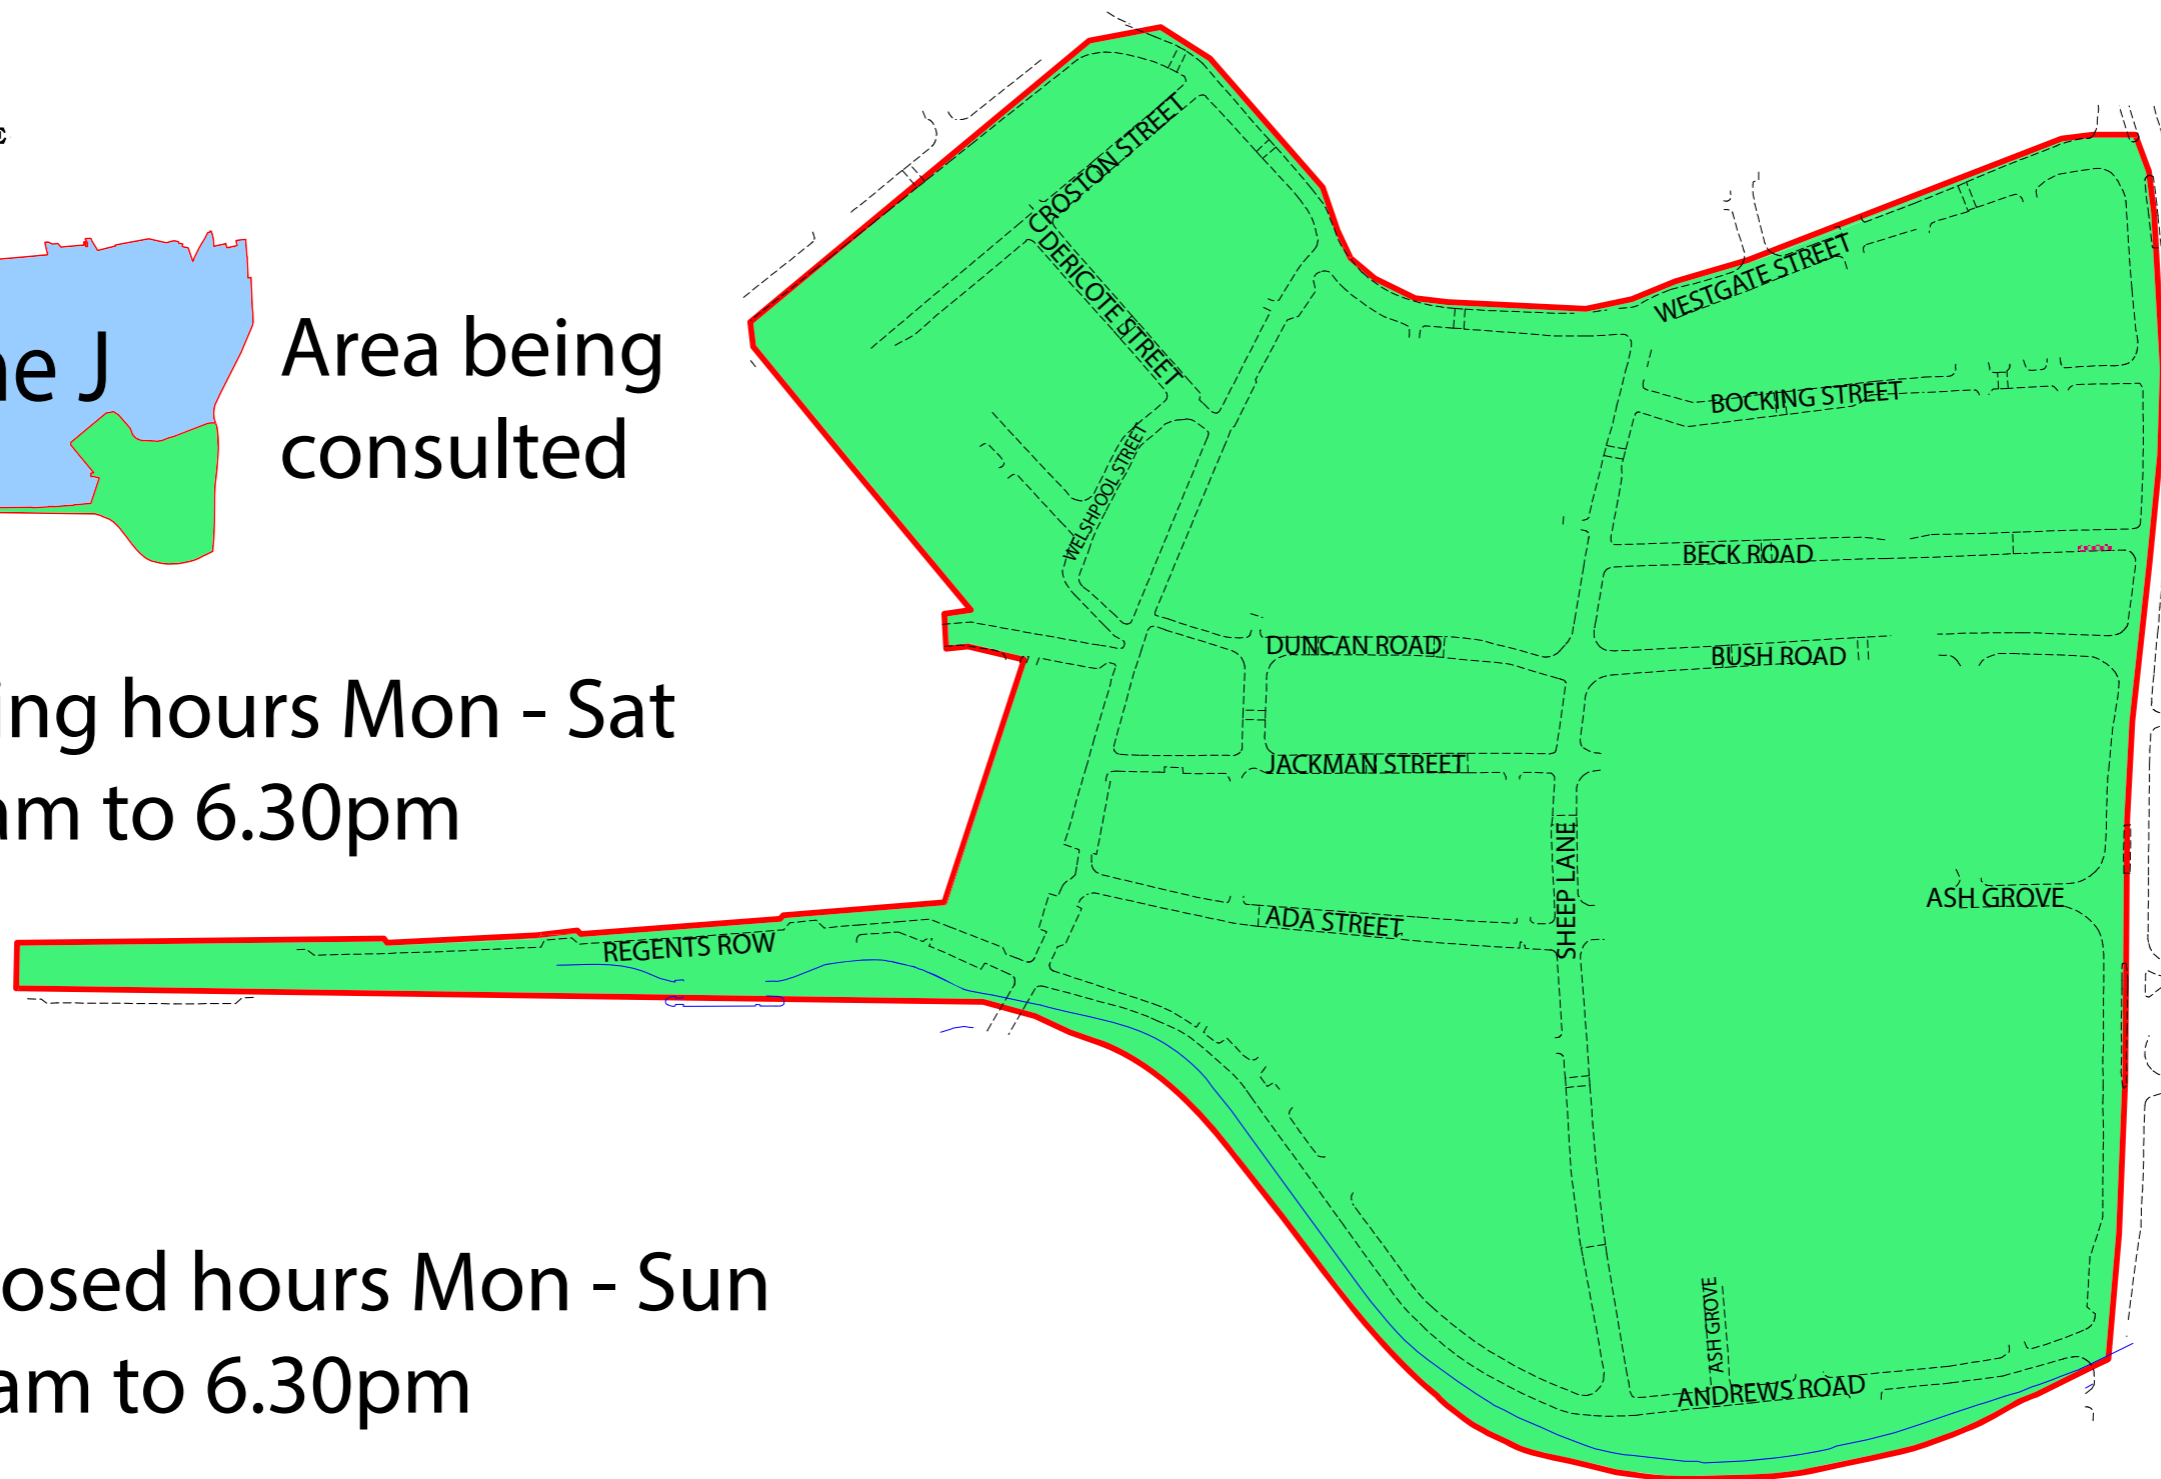 E
ne J
Area being
consulted
ing hours Mon - Sat
am to 6.30pm
osed hours Mon - Sun
am to 6.30pm
CROSTON STREET
DERICOTE STREET
WELSHPOOL STREET
WESTGATE STREET
BOCKING STREET
BECK ROAD
DUNCAN ROAD
BUSH ROAD
JACKMAN STREET
SHEEP LANE
ASH GROVE
ADA STREET
REGENTS ROW
ASH GROVE
ANDREWS ROAD